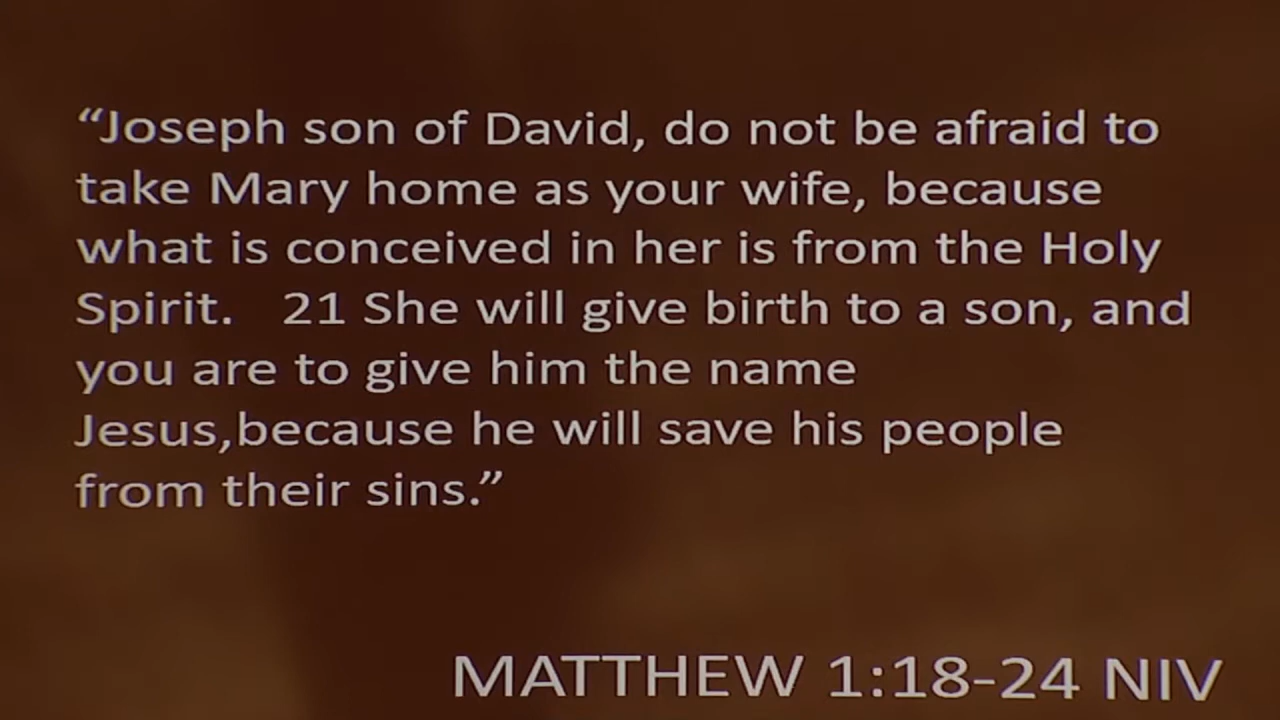 “Joseph son of David, do not be afraid to
take Mary home as your wife, because
what is conceived in her is from the Holy
Spirit.   21 She will give birth to a son, and
you are to give him the name
Jesus,because he will save his people
from their sins.”
MATTHEW 1:18-24 NIV